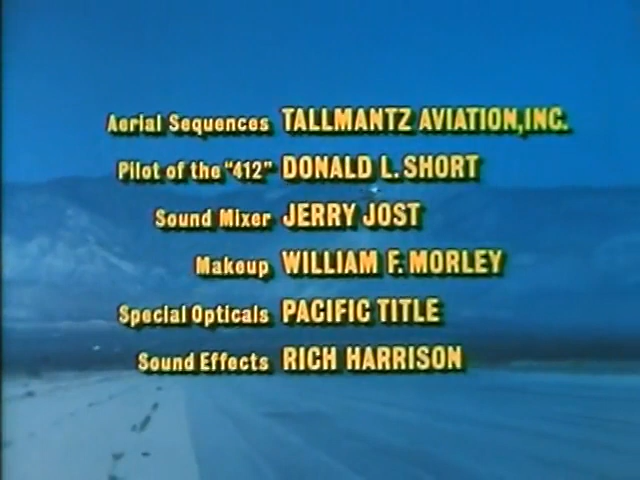 Aerial Sequences TALLMANTZ AVIATION, INC.
Pilot of the "412" DONALD L. SHORT
Sound Mixer JERRY JOST
Makeup WILLIAM F. MORLEY
Special Opticals PACIFIC TITLE
Sound Effects RICH HARRISON